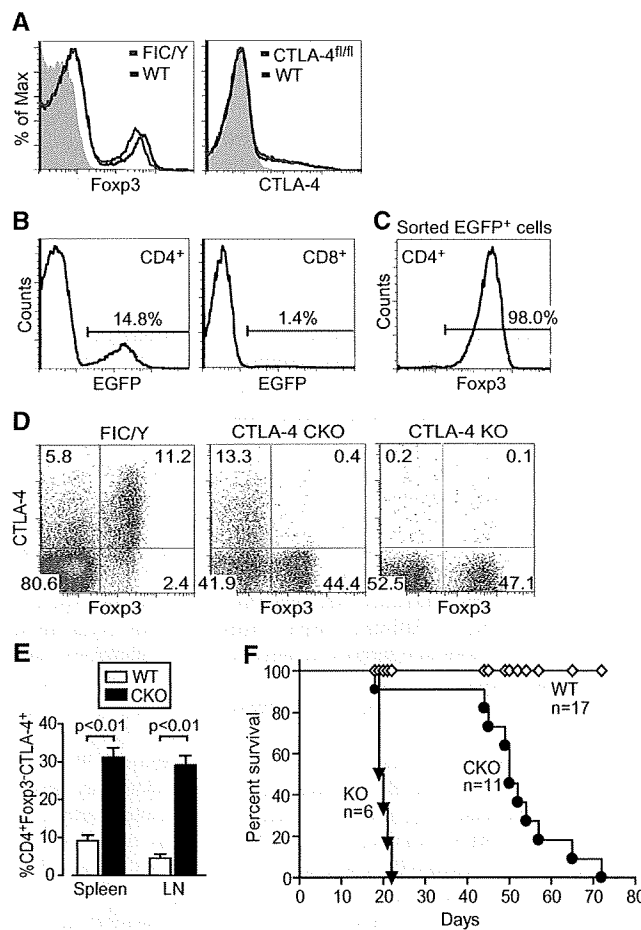 A
FIC/Y
WT
CTLA-4fl/fl
WT
% of Max
Foxp3
CTLA-4
B
CD4+
14.8%
Counts
EGFP
CD8+
1.4%
EGFP
C
Sorted EGFP+ cells
CD4+
98.0%
Counts
Foxp3
D
FIC/Y
CTLA-4 CKO
CTLA-4 KO
5.8
11.2
13.3
0.4
0.2
0.1
CTLA-4
80.6
2.4
41.9
44.4
52.5
47.1
Foxp3
Foxp3
Foxp3
E
WT
CKO
p<0.01
p<0.01
40
30
20
10
0
%CD4+Foxp3-CTLA-4+
Spleen
LN
F
100
80
60
40
20
0
Percent survival
WT
n=17
CKO
n=11
KO
n=6
0 10 20 30 40 50 60 70 80
Days